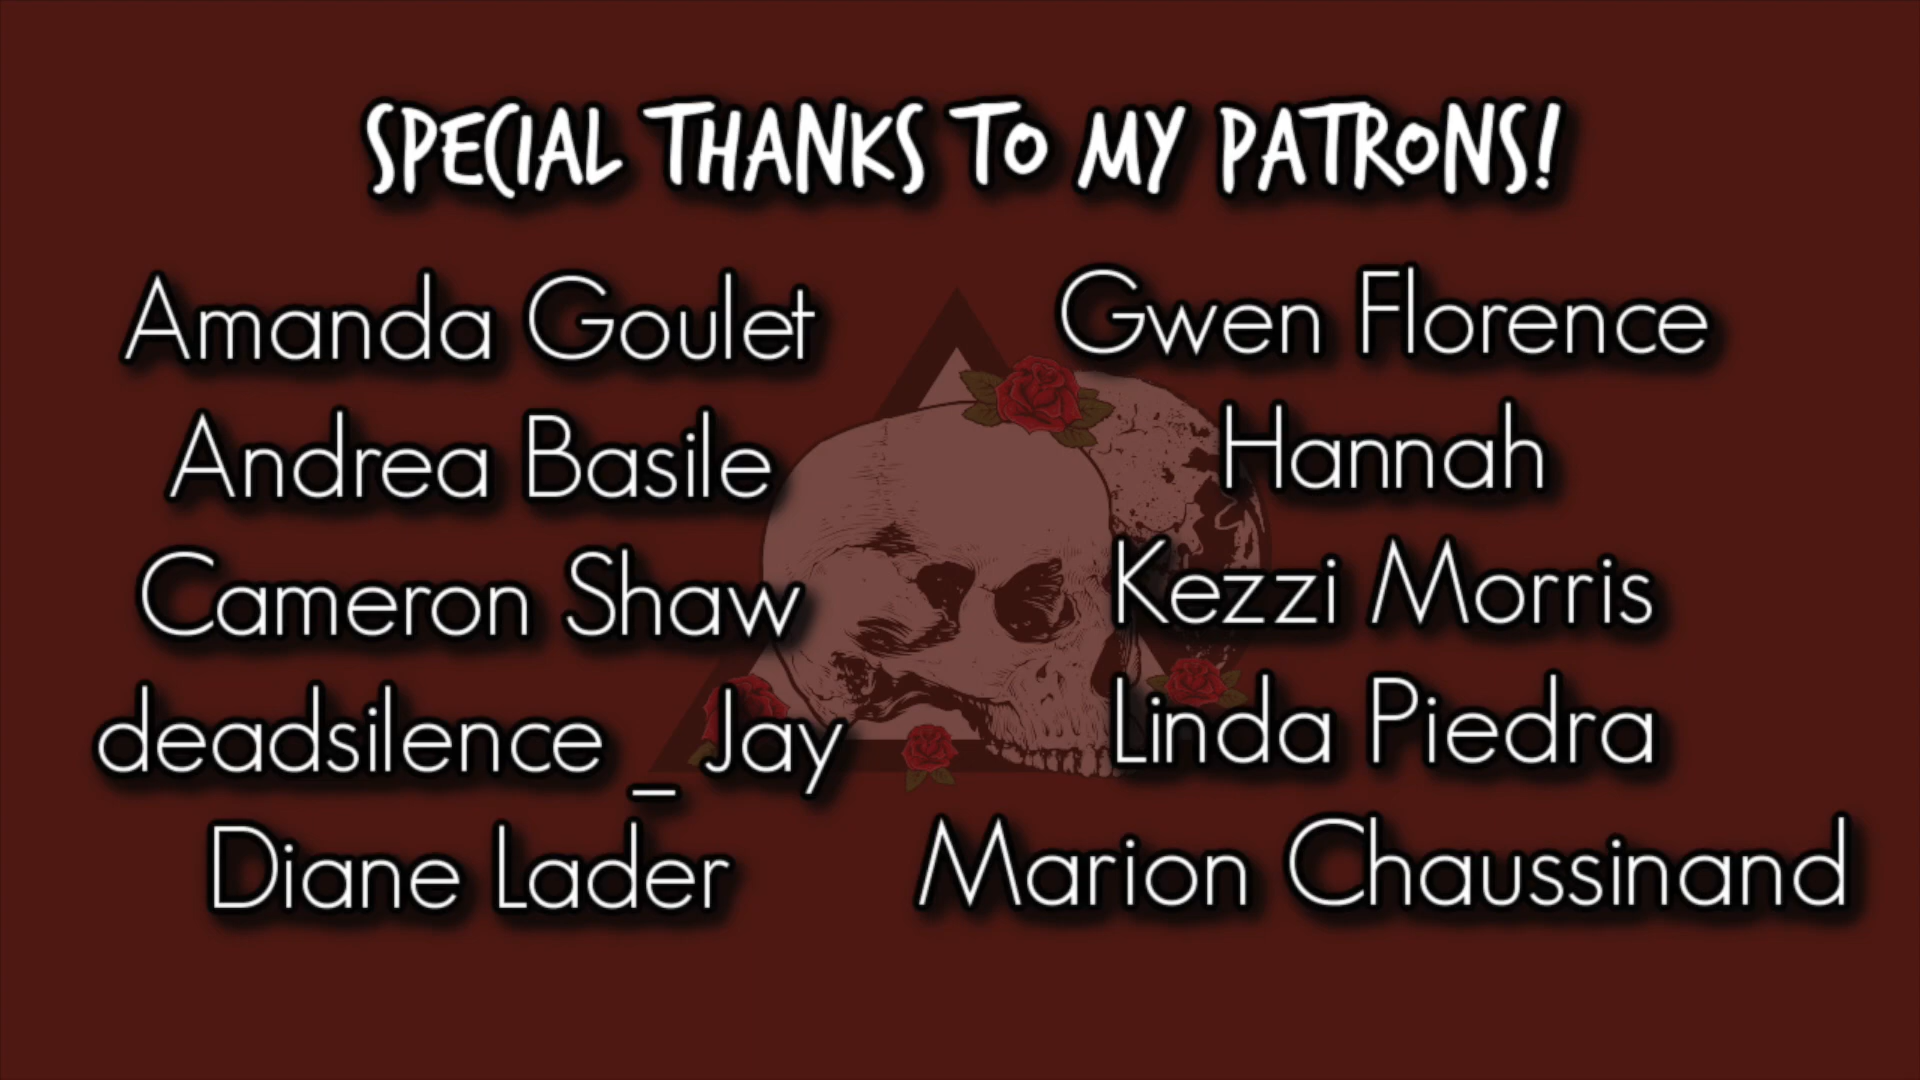 SPECIAL THANKS TO MY PATRONS!
Amanda Goulet
Andrea Basile
Cameron Shaw
deadsilence _ Jay
Diane Lader
Gwen Florence
Hannah
Kezzi Morris
Linda Piedra
Marion Chaussinand